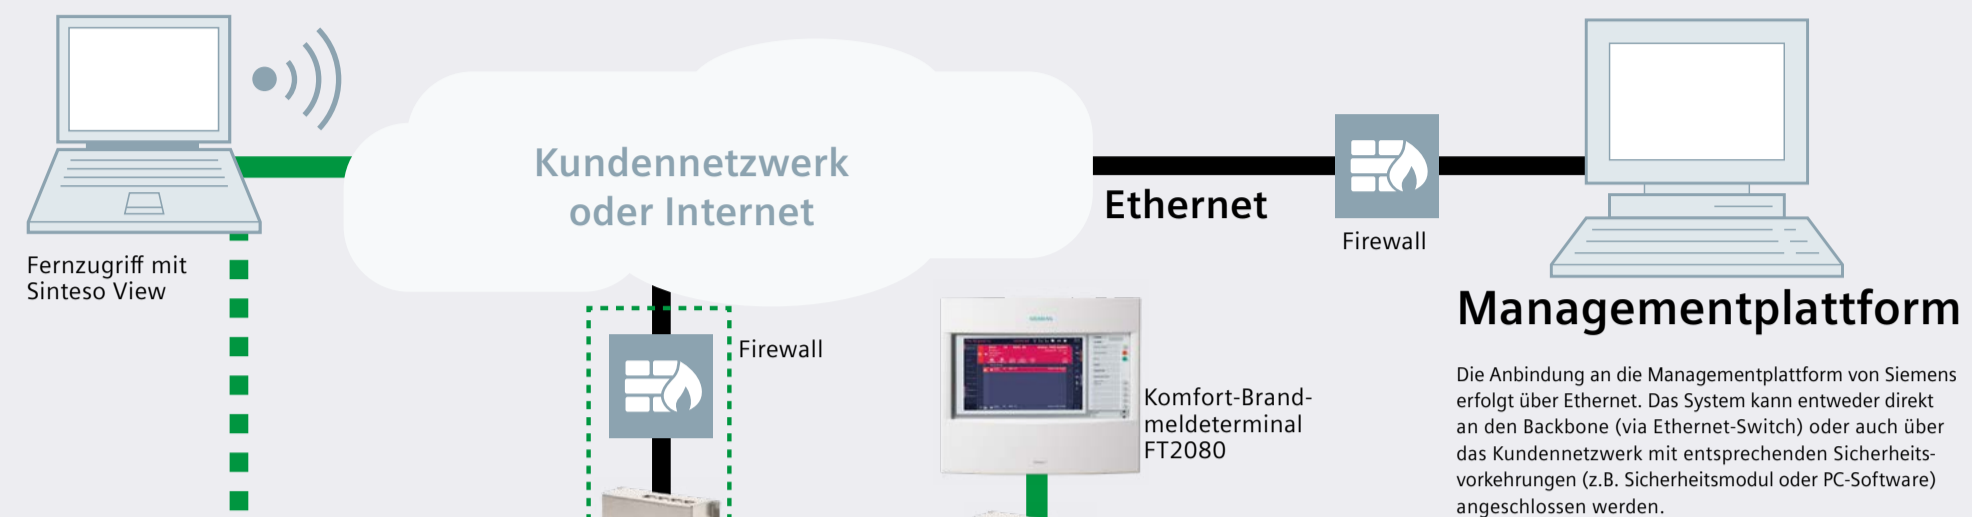 Kundennetzwerk
oder Internet
Ethernet
Firewall
Fernzugriff mit
Sinteso View
Firewall
SIEMENS
Komfort-Brand-
meldeterminal
FT2080
Managementplattform
Die Anbindung an die Managementplattform von Siemens
erfolgt über Ethernet. Das System kann entweder direkt
an den Backbone (via Ethernet-Switch) oder auch über
das Kundennetzwerk mit entsprechenden Sicherheits-
vorkehrungen (z.B. Sicherheitsmodul oder PC-Software)
angeschlossen werden.